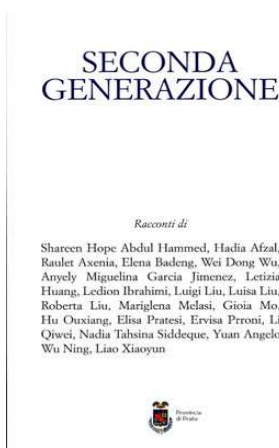 SECONDA
GENERAZIONE
Racconti di
Shareen Hope Abdul Hammed, Hadia Afzal,
Raulet Axenia, Elena Badeng, Wei Dong Wu,
Anyely Miguelina Garcia Jimenez, Letizia
Huang, Ledion Ibrahimi, Luigi Liu, Luisa Liu,
Roberta Liu, Mariglena Melasi, Gioia Mo,
Hu Ouxiang, Elisa Pratesi, Ervisa Prroni, Li
Qiwei, Nadia Tahsina Siddeque, Yuan Angelo
Wu Ning, Liao Xiaoyun
Provincia
di Prato